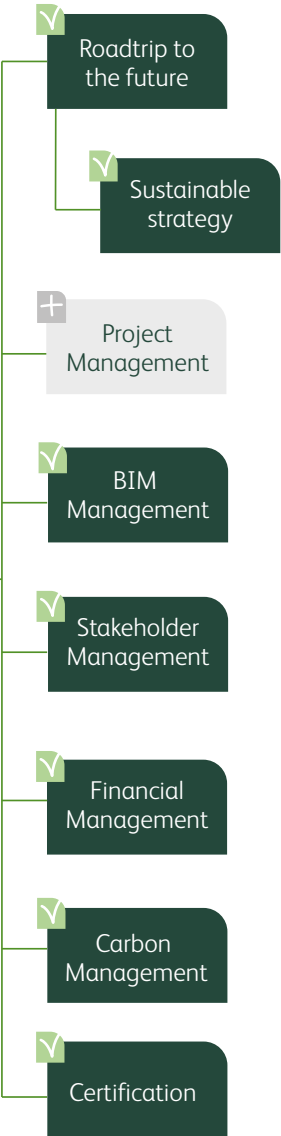 Roadtrip to
the future
Sustainable
strategy
Project
Management
BIM
Management
Stakeholder
Management
Financial
Management
Carbon
Management
Certification